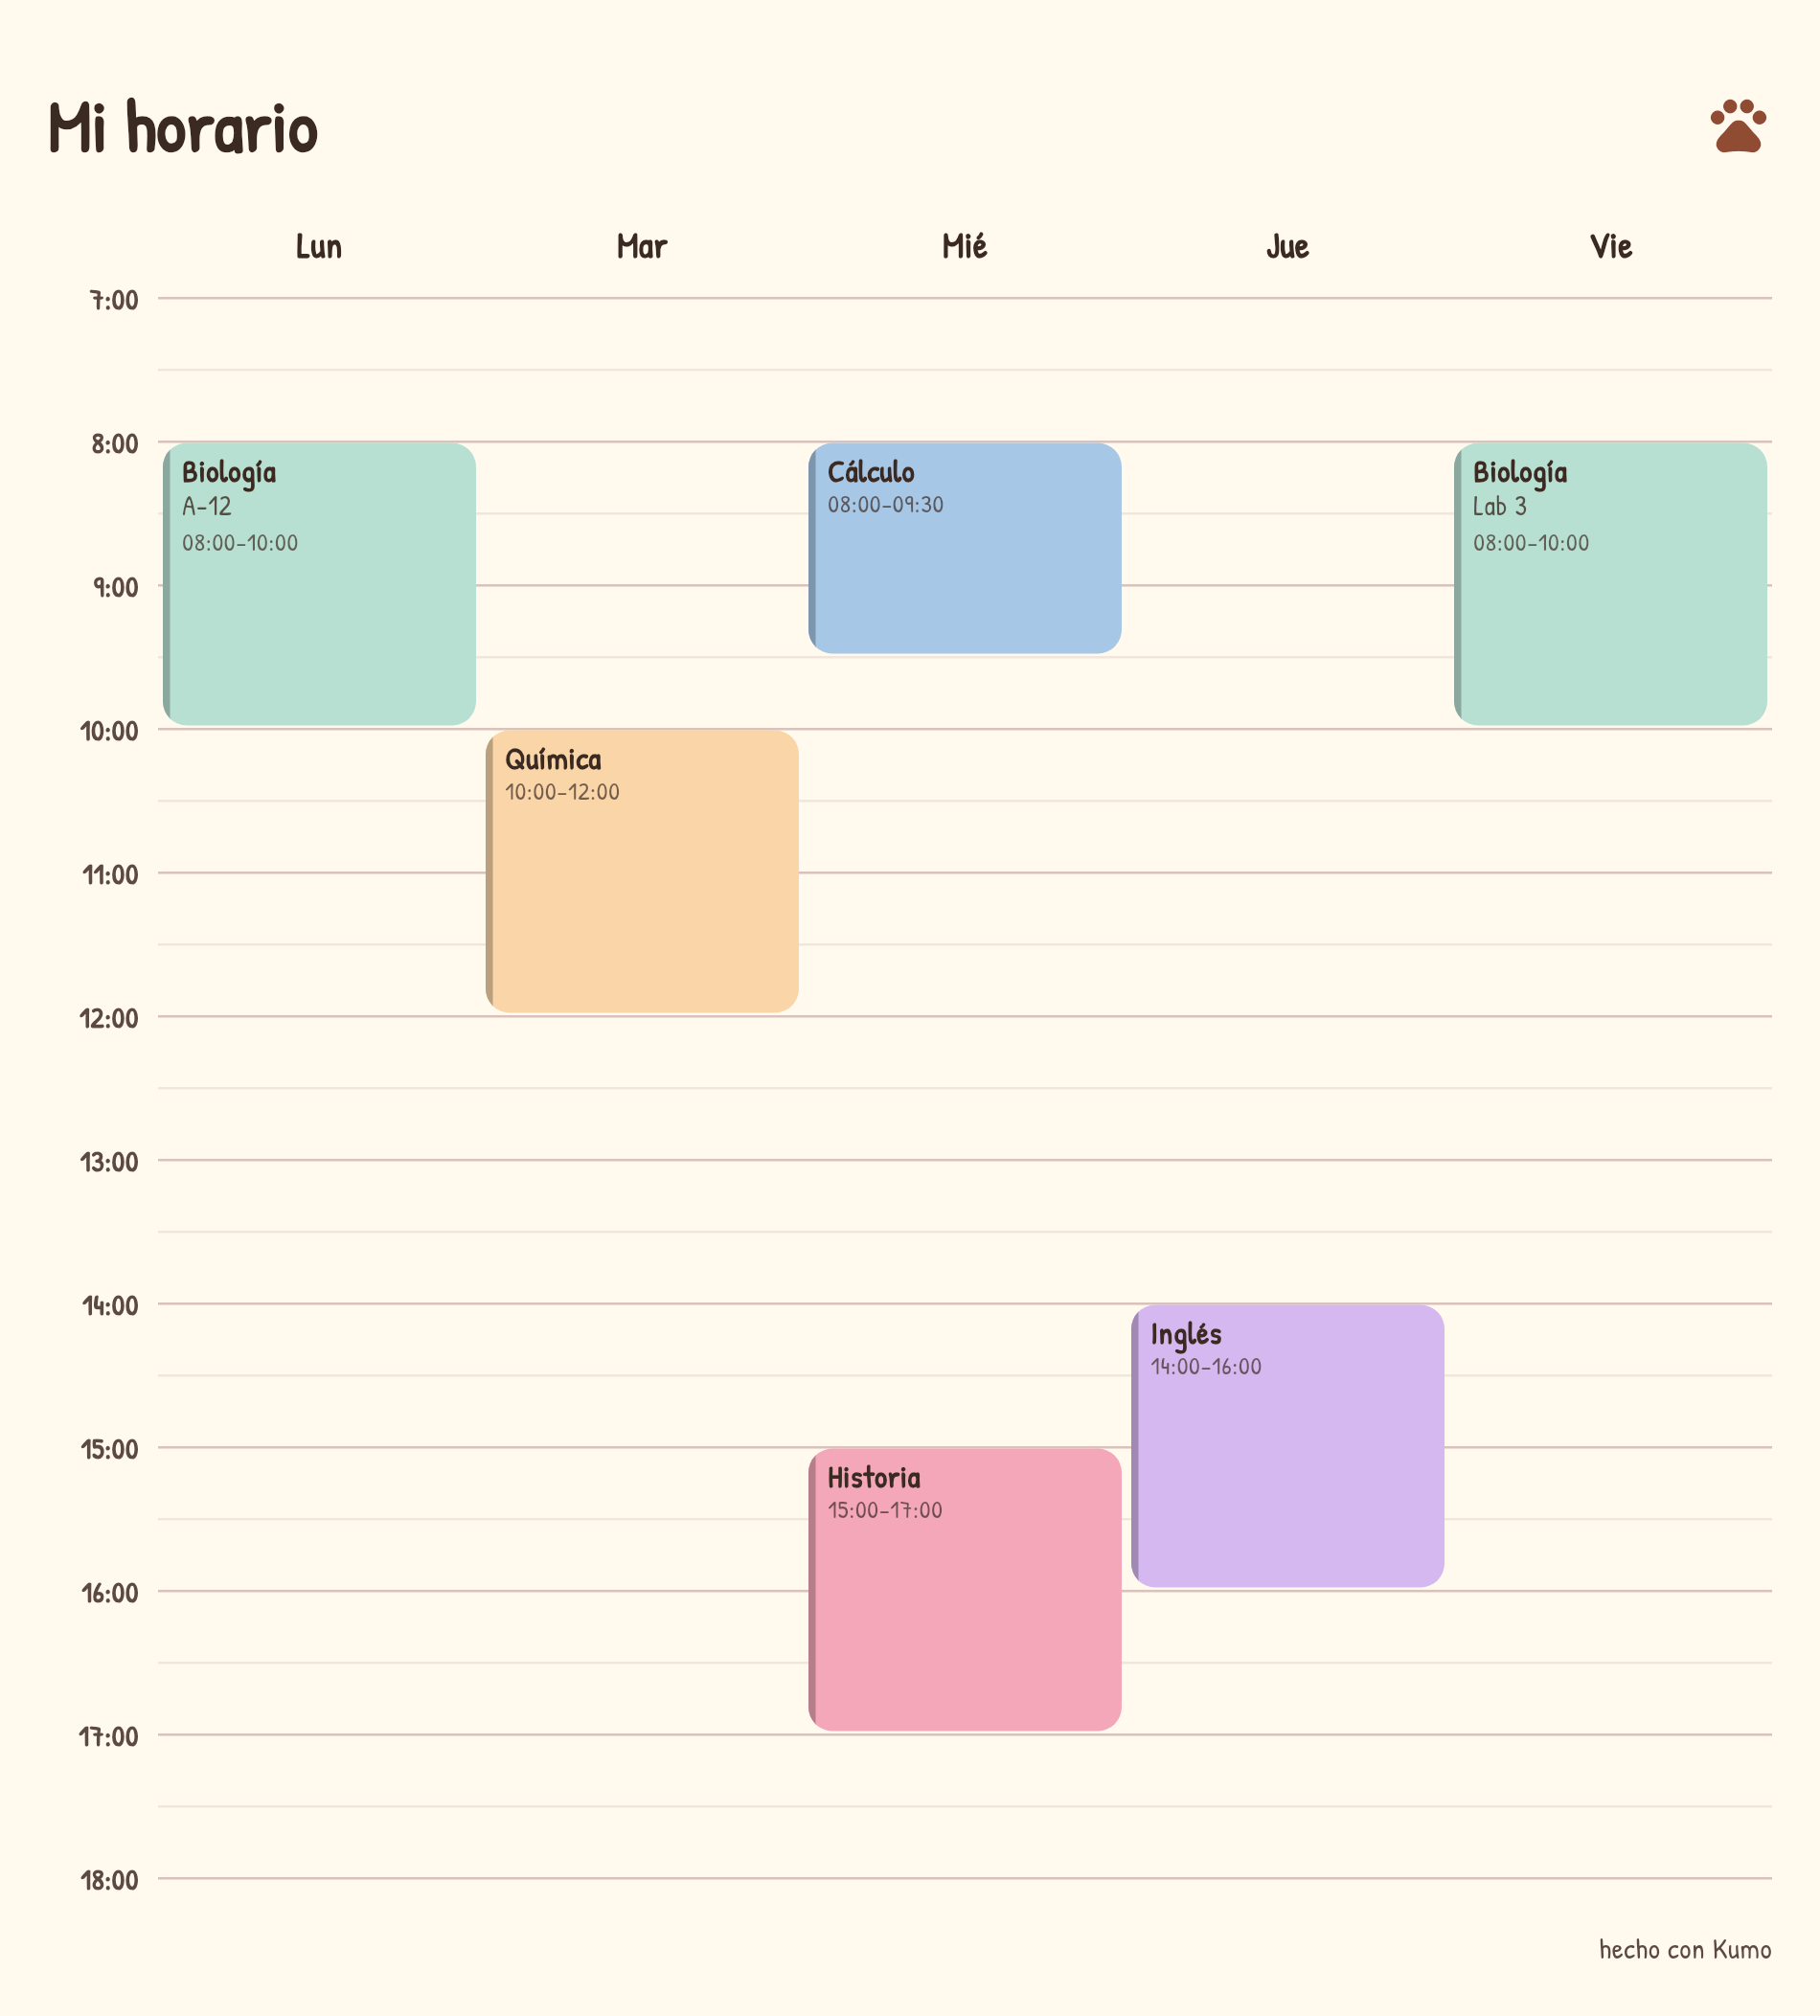 Mi horario
Lun Mar Mié Jue Vie
7:00
8:00
Biología
A-12
08:00-10:00
Cálculo
08:00-09:30
Biología
Lab 3
08:00-10:00
9:00
10:00
Química
10:00-12:00
11:00
12:00
13:00
14:00
Inglés
14:00-16:00
15:00
Historia
15:00-17:00
16:00
17:00
18:00
hecho con Kumo